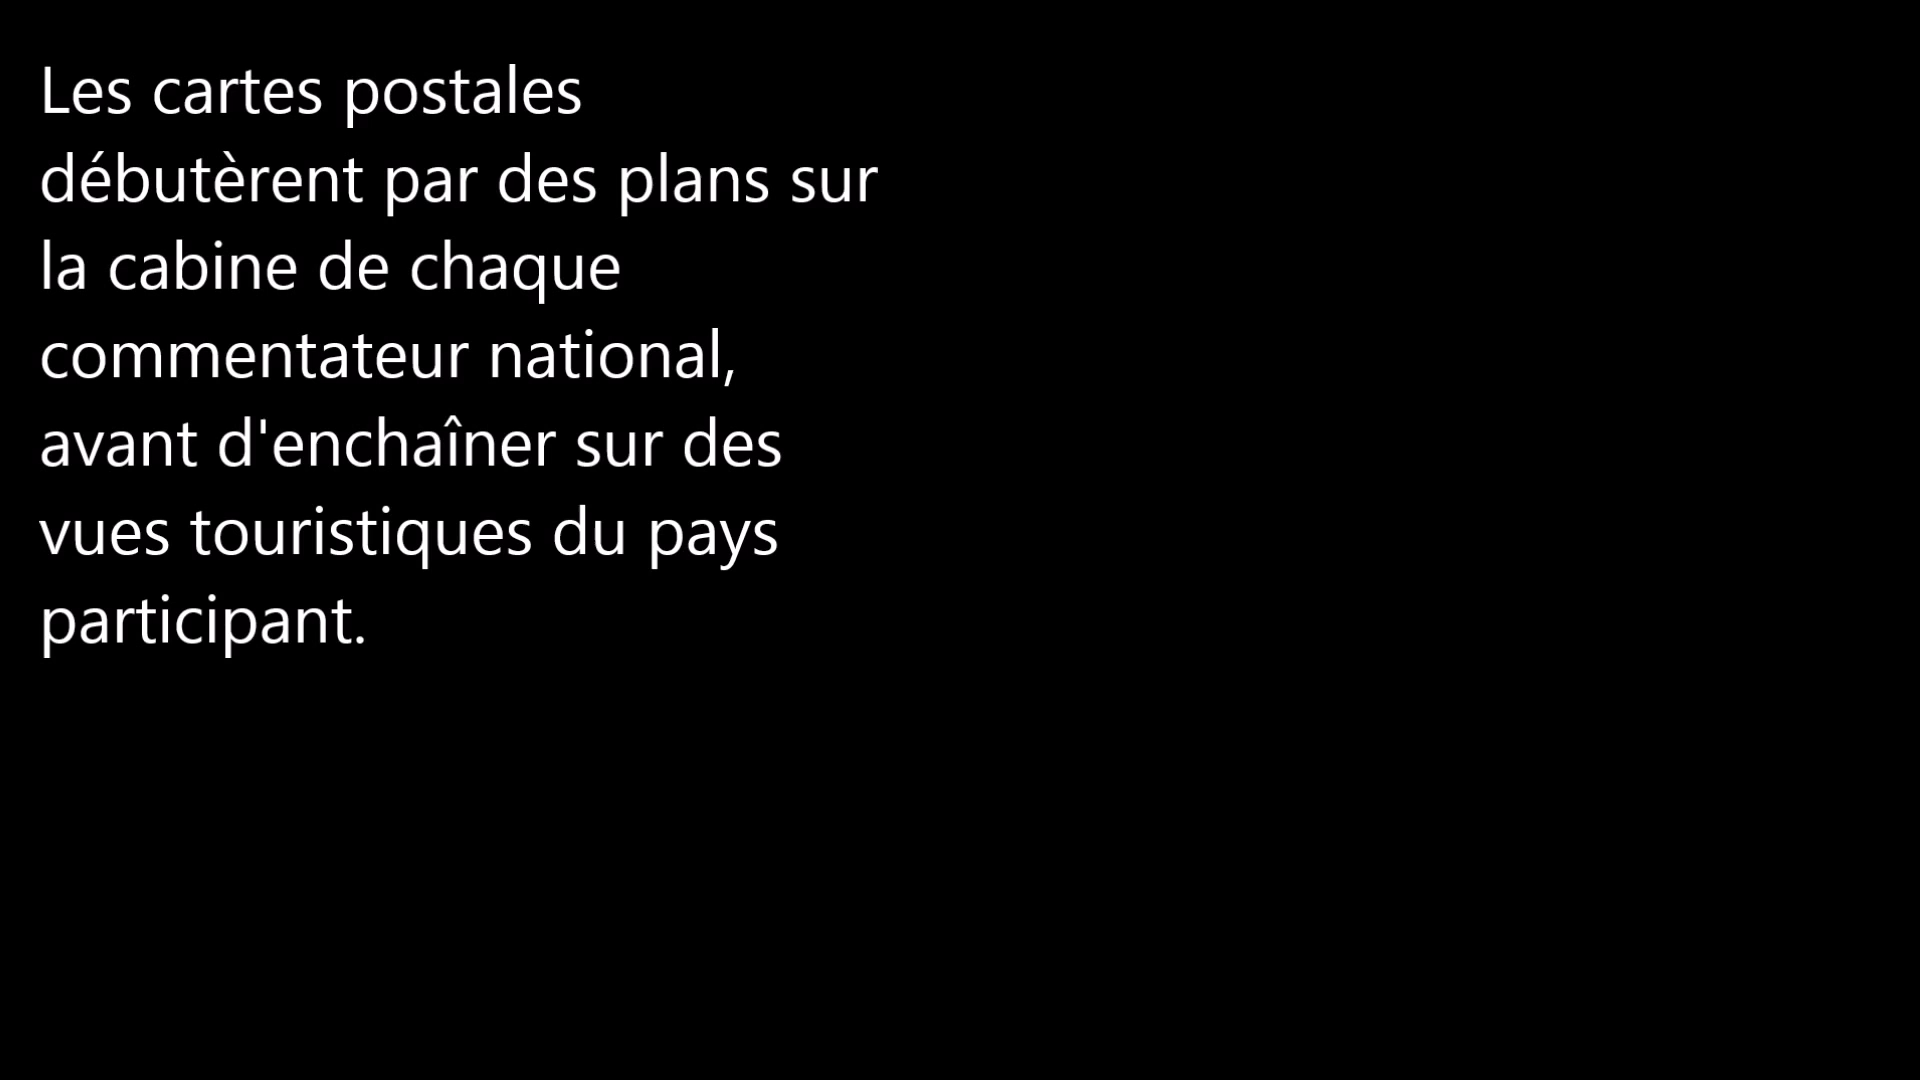 Les cartes postales
débutèrent par des plans sur
la cabine de chaque
commentateur national,
avant d'enchaîner sur des
vues touristiques du pays
participant.